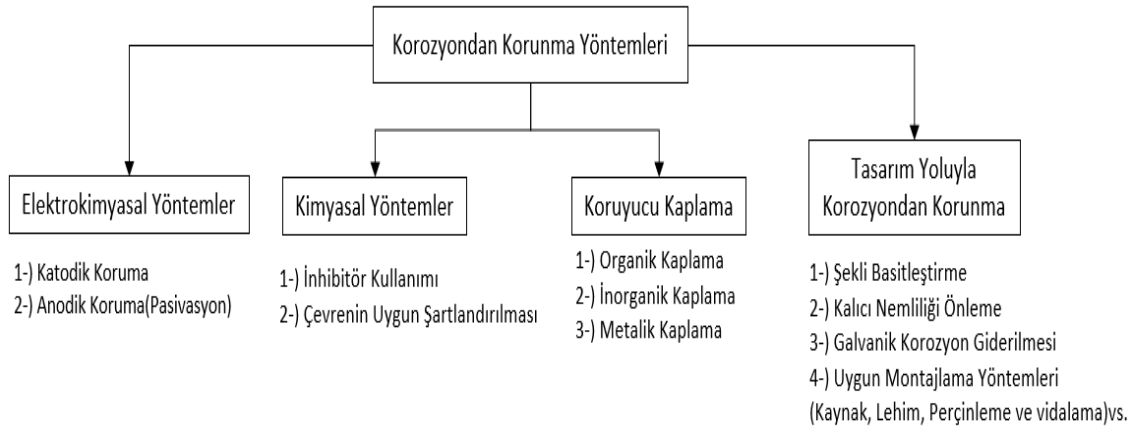 Korozyondan Korunma Yöntemleri
Elektrokimyasal Yöntemler
1-) Katodik Koruma
2-) Anodik Koruma(Pasivasyon)
Kimyasal Yöntemler
1-) İnhibitör Kullanımı
2-) Çevrenin Uygun Şartlandırılması
Koruyucu Kaplama
1-) Organik Kaplama
2-) İnorganik Kaplama
3-) Metalik Kaplama
Tasarım Yoluyla
Korozyondan Korunma
1-) Şekli Basitleştirme
2-) Kalıcı Nemliliği Önleme
3-) Galvanik Korozyon Giderilmesi
4-) Uygun Montajlama Yöntemleri
(Kaynak, Lehim, Perçinleme ve vidalama)vs.